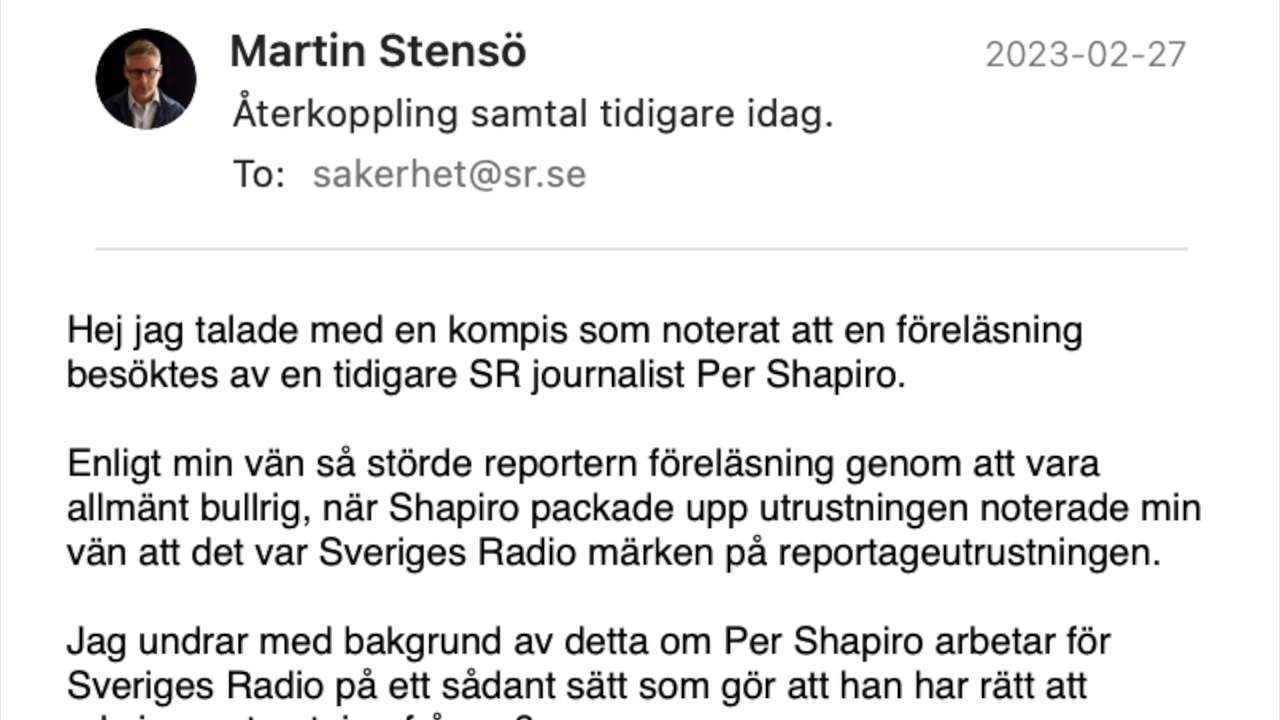 Martin Stensö
2023-02-27
Återkoppling samtal tidigare idag.
To: sakerhet@sr.se
Hej jag talade med en kompis som noterat att en föreläsning
besöktes av en tidigare SR journalist Per Shapiro.
Enligt min vän så störde reportern föreläsning genom att vara
allmänt bullrig, när Shapiro packade upp utrustningen noterade min
vän att det var Sveriges Radio märken på reportageutrustningen.
Jag undrar med bakgrund av detta om Per Shapiro arbetar för
Sveriges Radio på ett sådant sätt som gör att han har rätt att